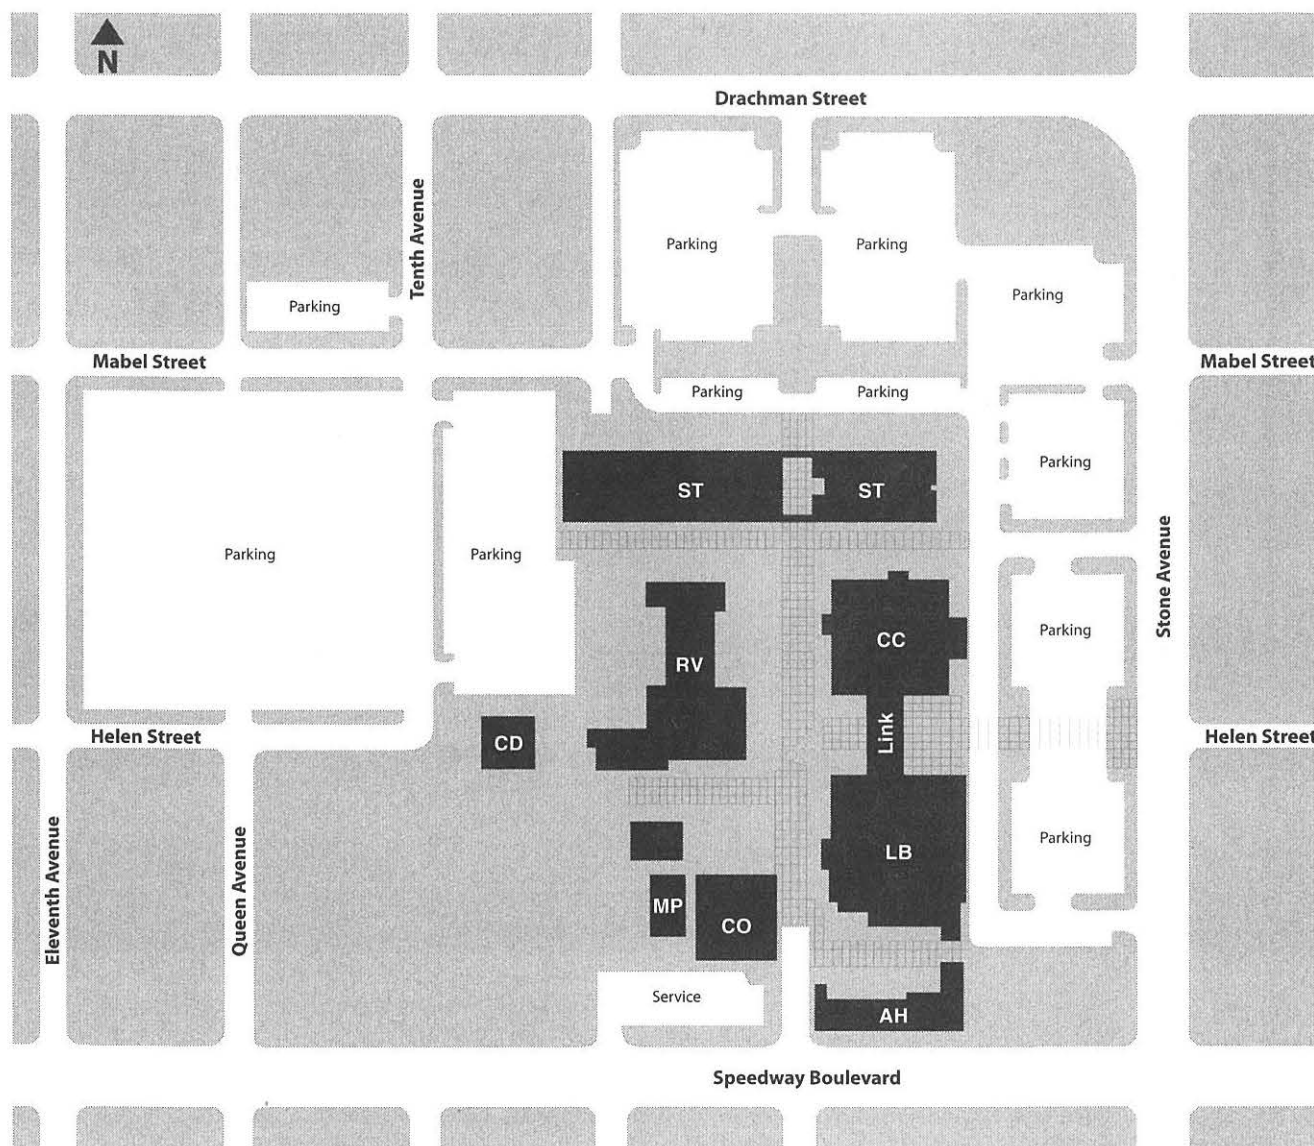 N
Drachman Street
Tenth Avenue
Parking
Parking
Parking
Parking
Mabel Street
Mabel Street
Parking
Parking
Parking
ST
ST
Parking
Parking
Stone Avenue
CC
Parking
RV
Link
Helen Street
CD
Helen Street
Eleventh Avenue
Queen Avenue
LB
Parking
MP
CO
Service
AH
Speedway Boulevard